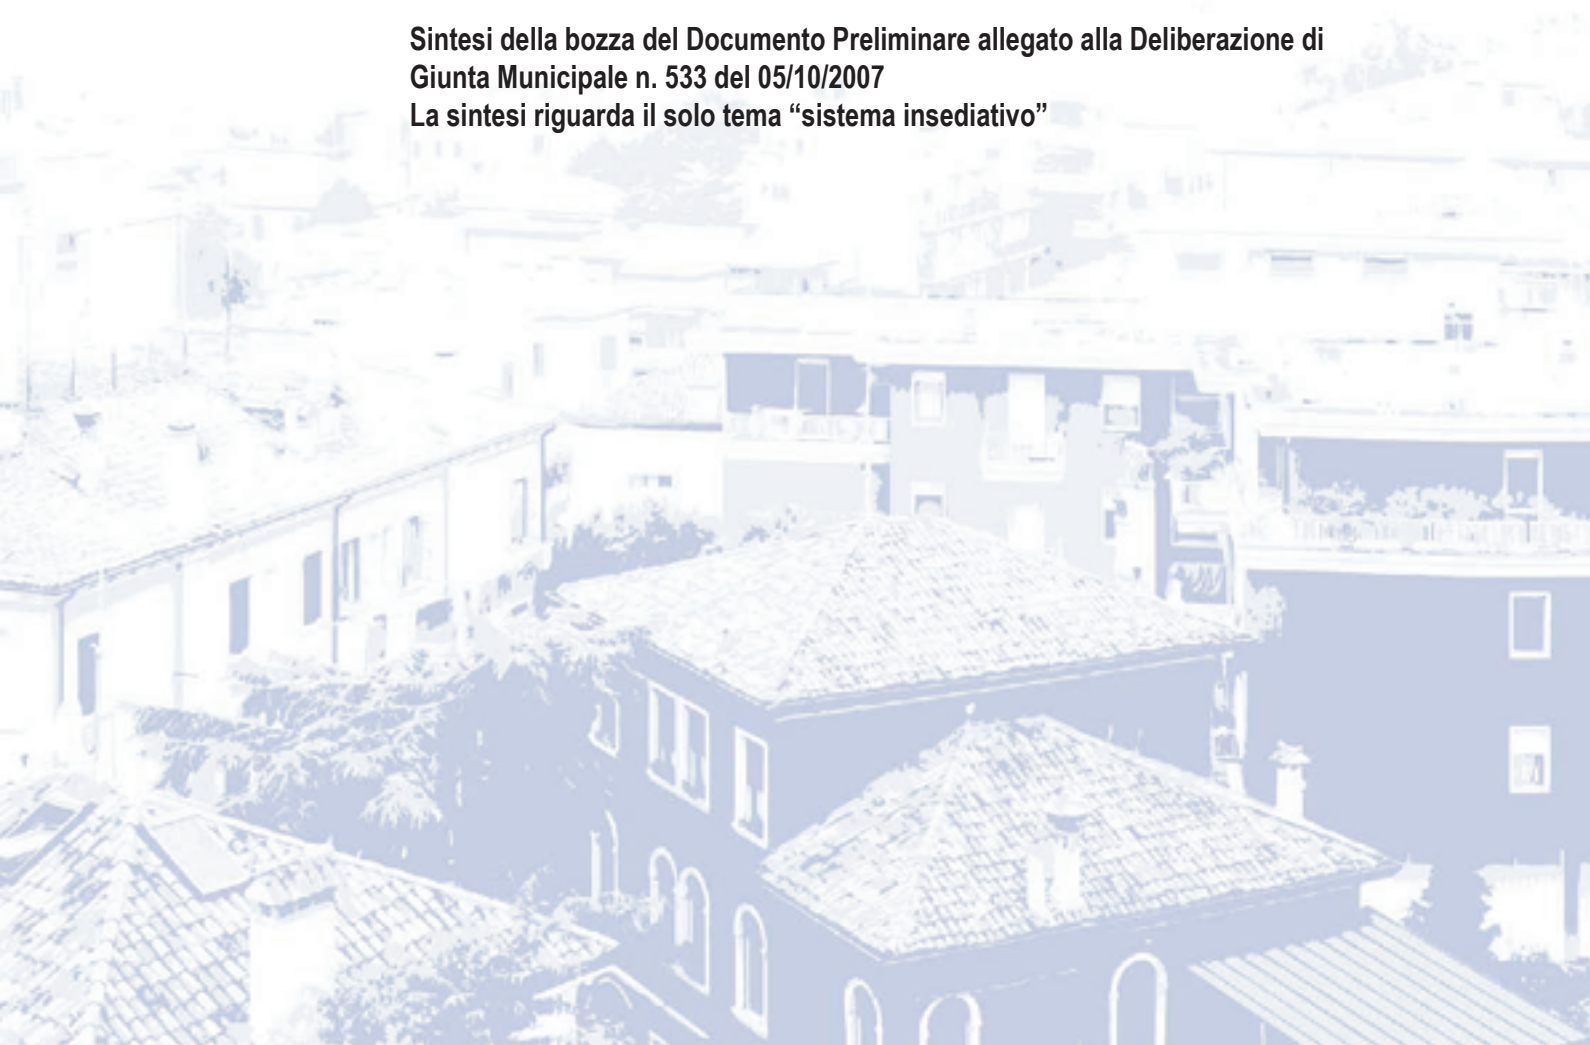 Sintesi della bozza del Documento Preliminare allegato alla Deliberazione di
Giunta Municipale n. 533 del 05/10/2007
La sintesi riguarda il solo tema “sistema insediativo”